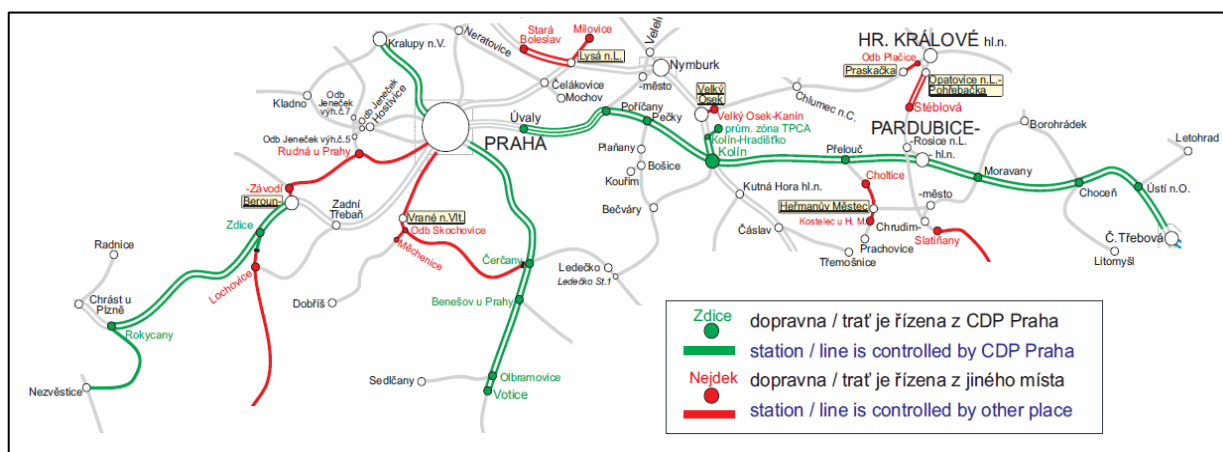 Kralupy n.V.
Neratovice
Stará
Boleslav
Milovice
Lysá n.L.
Čelákovice
Mochov
Nymburk
-město
HR. KRÁLOVÉ hl.n.
Odb Plačice
Praskačka
Opatovice n.L.-
Pohřebačka
Stéblová
Kladno
Odb
Jeneček
výh.č.7
Odb Jeneček
Hostivice
Odb Jeneček výh.č.5
Rudná u Prahy
PRAHA
Úvaly
Poříčany
Pečky
Velký
Osek
Velký Osek-Kanín
prům. zóna TPCA
Kolín-Hradišťko
Kolín
Chlumec n.C.
PARDUBICE-
-Rosice n.L.
- hl.n.
Borohrádek
Letohrad
Plaňany
Bošice
Kouřim
Bečváry
Přelouč
Moravany
Choceň
Ústí n.O.
Kutná Hora hl.n.
Čáslav
Choltice
Heřmanův Městec
Kostelec u H. M.
Prachovice
Třemošnice
-město
Chrudim-
Slatiňany
Č.Třebová
Litomyšl
-Závodí
Beroun-
Zadní
Třebaň
Vrané n.Vlt.
Odb Skochovice
Měchenice
Zdice
Radnice
Lochovice
Dobříš
Čerčany
Ledečko
Ledečko St.1
Benešov u Prahy
Chrást u
Plzně
Rokycany
Nezvěstice
Sedlčany
Olbramovice
Votice
Zdice
dopravna / trať je řízena z CDP Praha
station / line is controlled by CDP Praha
Nejdek
dopravna / trať je řízena z jiného místa
station / line is controlled by other place